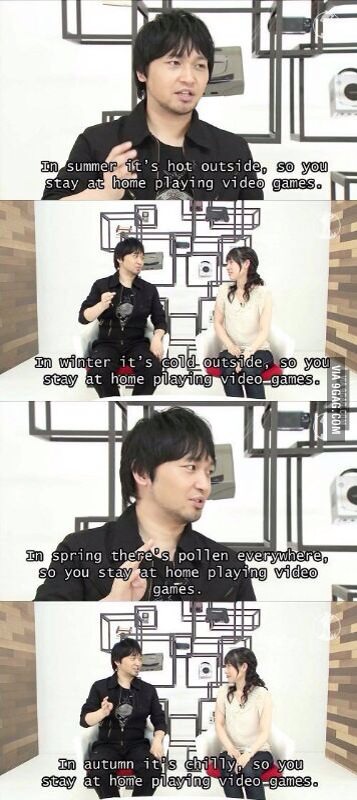 In summer it's hot outside, so you
stay at home playing video games.
In winter it's cold outside, so you
stay at home playing video games.
VIA 9GAG.COM
In spring there's pollen everywhere,
so you stay at home playing video
games.
In autumn it's chilly, so you
stay at home playing video games.